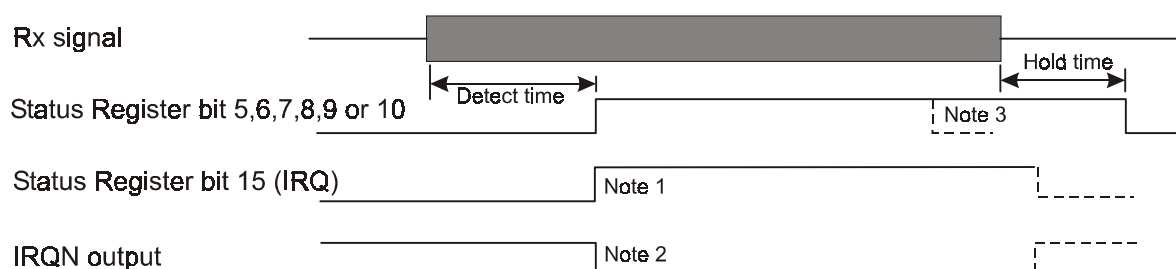 Rx signal
Hold time
Detect time
Status Register bit 5,6,7,8,9 or 10
Note 3
Status Register bit 15 (IRQ)
Note 1
IRQN output
Note 2